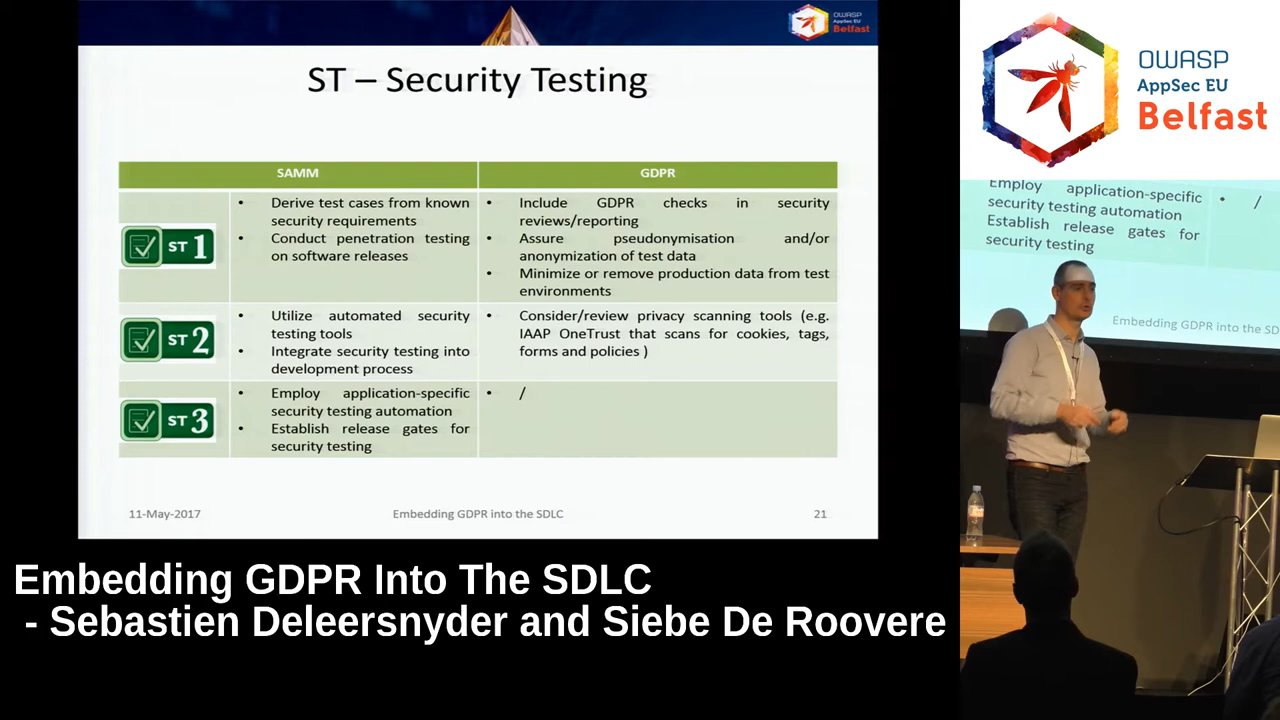 OWASP
AppSec EU
Belfast
ST – Security Testing
SAMM
GDPR
ST 1
• Derive test cases from known
security requirements
• Conduct penetration testing
on software releases
• Include GDPR checks in security
reviews/reporting
• Assure pseudonymisation and/or
anonymization of test data
• Minimize or remove production data from test
environments
ST 2
• Utilize automated security
testing tools
• Integrate security testing into
development process
• Consider/review privacy scanning tools (e.g.
IAAP OneTrust that scans for cookies, tags,
forms and policies )
ST 3
• Employ application-specific
security testing automation
• Establish release gates for
security testing
• /
11-May-2017
Embedding GDPR into the SDLC
21
Embedding GDPR Into The SDLC
- Sebastien Deleersnyder and Siebe De Roovere
OWASP
AppSec EU
Belfast
Employ application-specific
security testing automation
Establish release gates for
security testing
• /
Embedding GDPR into the SD